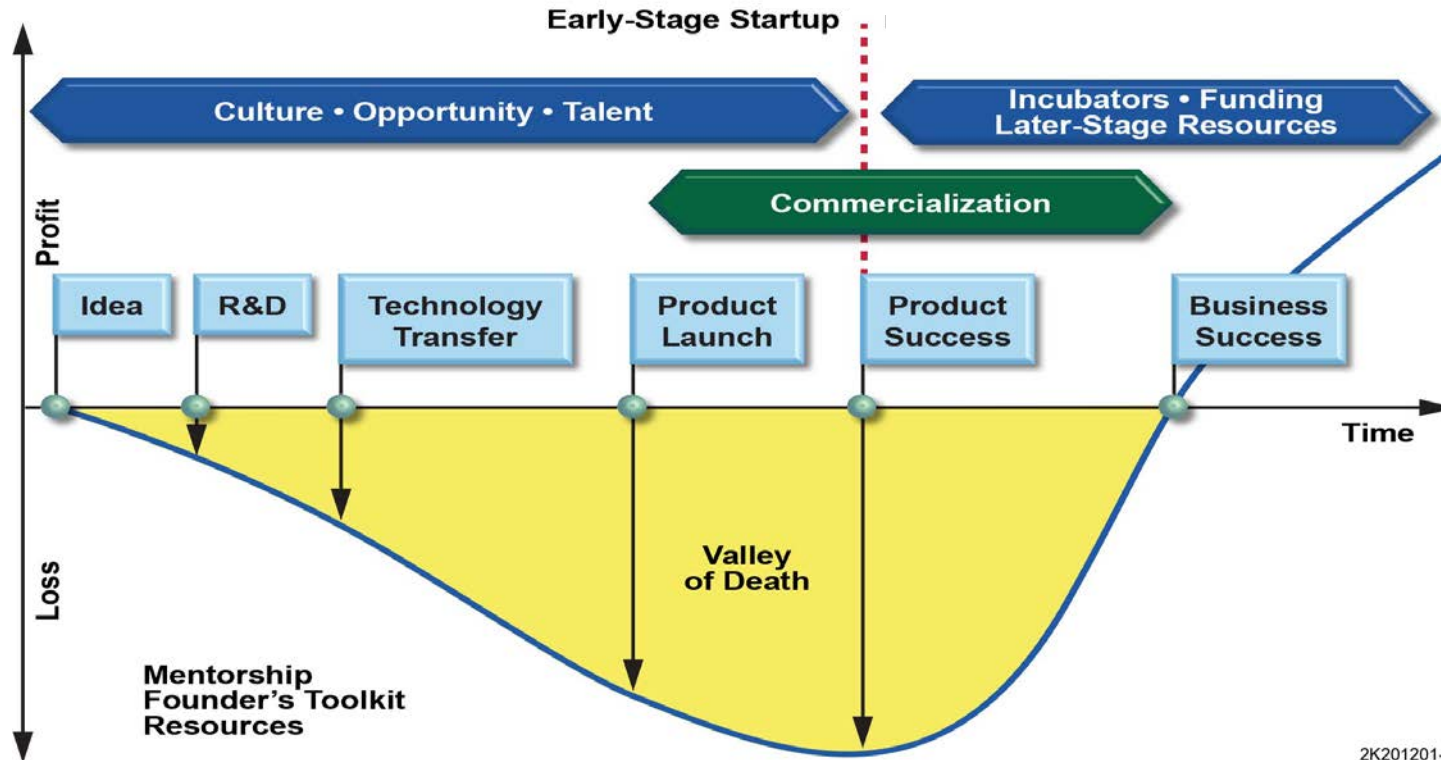 Early-Stage Startup
Culture • Opportunity • Talent
Incubators • Funding
Later-Stage Resources
Commercialization
Profit
Idea
R&D
Technology
Transfer
Product
Launch
Product
Success
Business
Success
Time
Loss
Valley
of Death
Mentorship
Founder's Toolkit
Resources